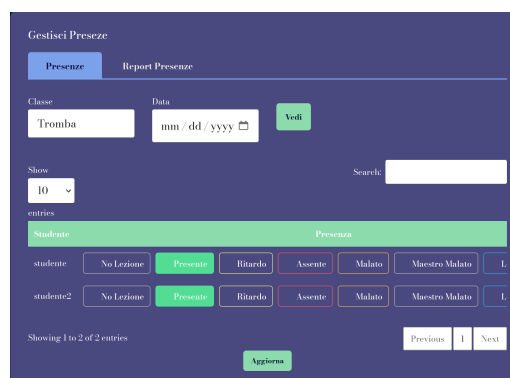 Gestisci Preseze
Presenze Report Presenze
Classe Data
Tromba mm/dd/yyyy Vedi
Show Search:
10
entries
Studente Presenza
studente No Lezione Presente Ritardo Assente Malato Maestro Malato L
studente2 No Lezione Presente Ritardo Assente Malato Maestro Malato L
Showing 1 to 2 of 2 entries Previous 1 Next
Aggiorna